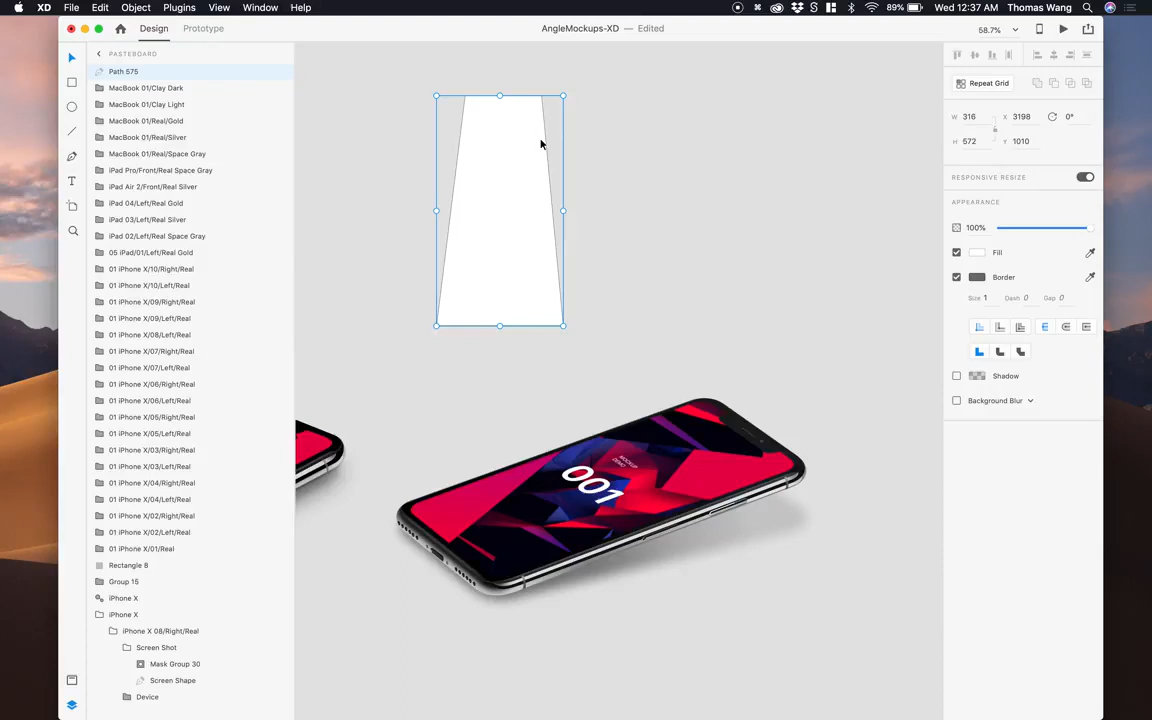 XD File Edit Object Plugins View Window Help 89% Wed 12:37 AM Thomas Wang
Design Prototype AngleMockups-XD — Edited 58.7%
PASTEBOARD
Path 575
MacBook 01/Clay Dark
MacBook 01/Clay Light
MacBook 01/Real/Gold
MacBook 01/Real/Silver
MacBook 01/Real/Space Gray
iPad Pro/Front/Real Space Gray
iPad Air 2/Front/Real Silver
iPad 04/Left/Real Gold
iPad 03/Left/Real Silver
iPad 02/Left/Real Space Gray
05 iPad/01/Left/Real Gold
01 iPhone X/10/Right/Real
01 iPhone X/10/Left/Real
01 iPhone X/09/Right/Real
01 iPhone X/09/Left/Real
01 iPhone X/08/Left/Real
01 iPhone X/07/Right/Real
01 iPhone X/07/Left/Real
01 iPhone X/06/Right/Real
01 iPhone X/06/Left/Real
01 iPhone X/05/Right/Real
01 iPhone X/05/Left/Real
01 iPhone X/03/Right/Real
01 iPhone X/03/Left/Real
01 iPhone X/04/Right/Real
01 iPhone X/04/Left/Real
01 iPhone X/02/Right/Real
01 iPhone X/02/Left/Real
01 iPhone X/01/Real
Rectangle 8
Group 15
iPhone X
iPhone X
iPhone X 08/Right/Real
Screen Shot
Mask Group 30
Screen Shape
Device
MOCKUP
DEMO
001
Repeat Grid
W 316 X 3198 0°
H 572 Y 1010
RESPONSIVE RESIZE
APPEARANCE
100%
Fill
Border
Size 1 Dash 0 Gap 0
Shadow
Background Blur